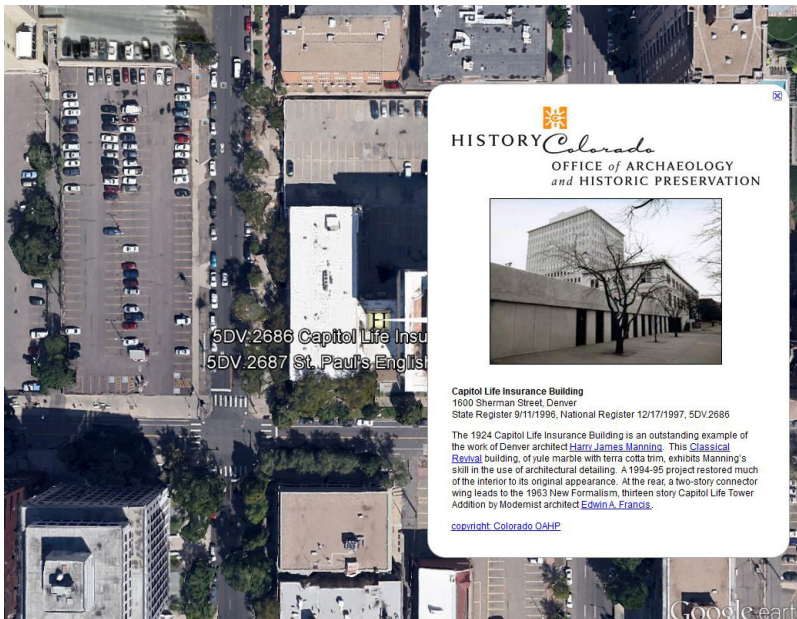 HISTORY Colorado
OFFICE of ARCHAEOLOGY
and HISTORIC PRESERVATION
5DV.2686 Capitol Life Insu
5DV.2687 St. Paul's English
Capitol Life Insurance Building
1600 Sherman Street, Denver
State Register 9/11/1996, National Register 12/17/1997, 5DV.2686
The 1924 Capitol Life Insurance Building is an outstanding example of
the work of Denver architect Harry James Manning. This Classical
Revival building, of yule marble with terra cotta trim, exhibits Manning's
skill in the use of architectural detailing. A 1994-95 project restored much
of the interior to its original appearance. At the rear, a two-story connector
wing leads to the 1963 New Formalism, thirteen story Capitol Life Tower
Addition by Modernist architect Edwin A. Francis.
copyright: Colorado OAHP
Google eart